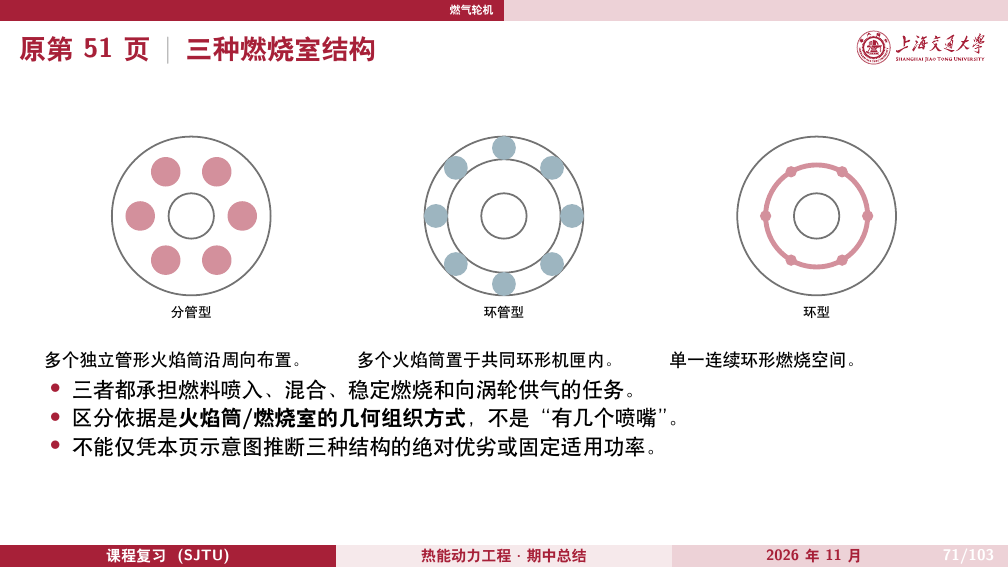 燃气轮机
原第 51 页 | 三种燃烧室结构
上海交通大学
SHANGHAI JIAO TONG UNIVERSITY
分管型
环管型
环型
多个独立管形火焰筒沿周向布置。
多个火焰筒置于共同环形机匣内。
单一连续环形燃烧空间。
• 三者都承担燃料喷入、混合、稳定燃烧和向涡轮供气的任务。
• 区分依据是火焰筒/燃烧室的几何组织方式，不是“有几个喷嘴”。
• 不能仅凭本页示意图推断三种结构的绝对优劣或固定适用功率。
课程复习 (SJTU)
热能动力工程 · 期中总结
2026 年 11 月
71/103